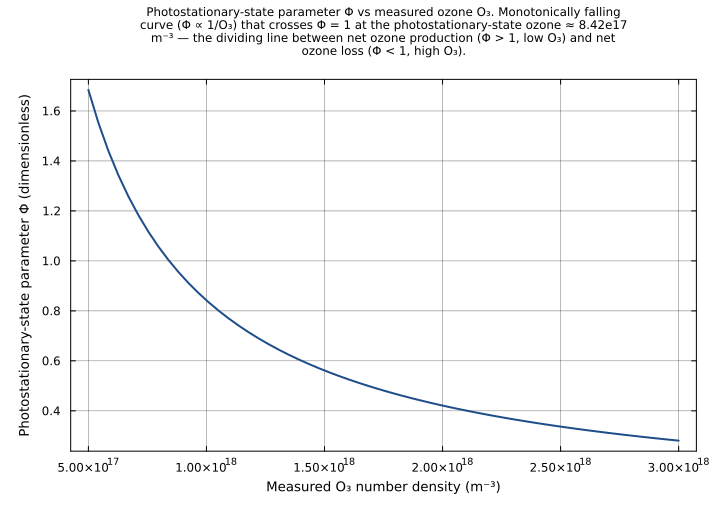 Photostationary-state parameter Φ vs measured ozone O₃. Monotonically falling
curve (Φ ∝ 1/O₃) that crosses Φ = 1 at the photostationary-state ozone ≈ 8.42e17
m⁻³ — the dividing line between net ozone production (Φ > 1, low O₃) and net
ozone loss (Φ < 1, high O₃).
Photostationary-state parameter Φ (dimensionless)
1.6
1.4
1.2
1.0
0.8
0.6
0.4
5.00×10¹⁷ 1.00×10¹⁸ 1.50×10¹⁸ 2.00×10¹⁸ 2.50×10¹⁸ 3.00×10¹⁸
Measured O₃ number density (m⁻³)